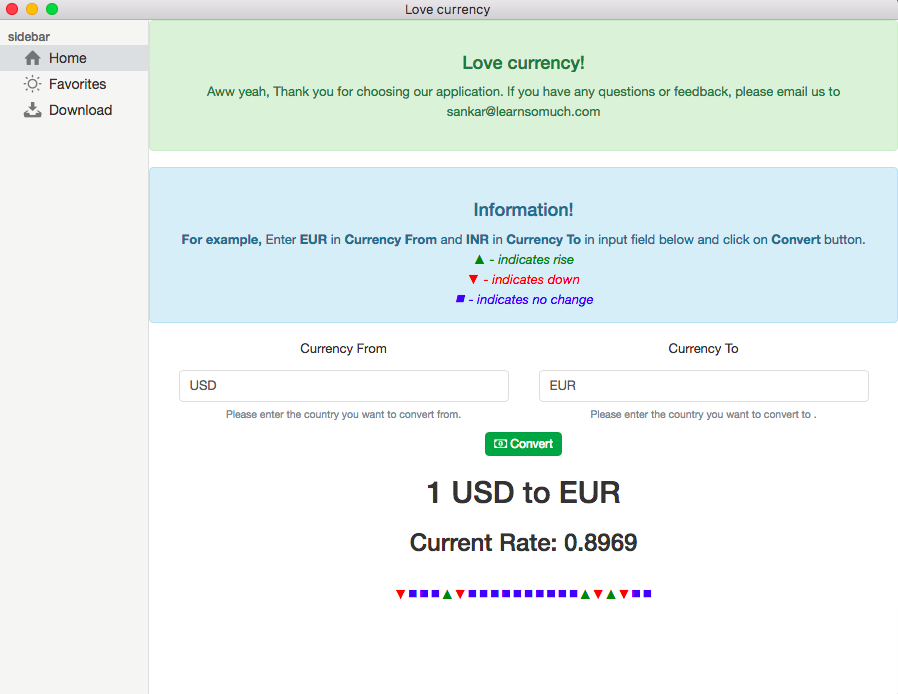 Love currency
sidebar
Home
Favorites
Download
Love currency!
Aww yeah, Thank you for choosing our application. If you have any questions or feedback, please email us to
sankar@learnsomuch.com
Information!
For example, Enter EUR in Currency From and INR in Currency To in input field below and click on Convert button.
▲ - indicates rise
▼ - indicates down
■ - indicates no change
Currency From
Currency To
USD
EUR
Please enter the country you want to convert from.
Please enter the country you want to convert to .
Convert
1 USD to EUR
Current Rate: 0.8969